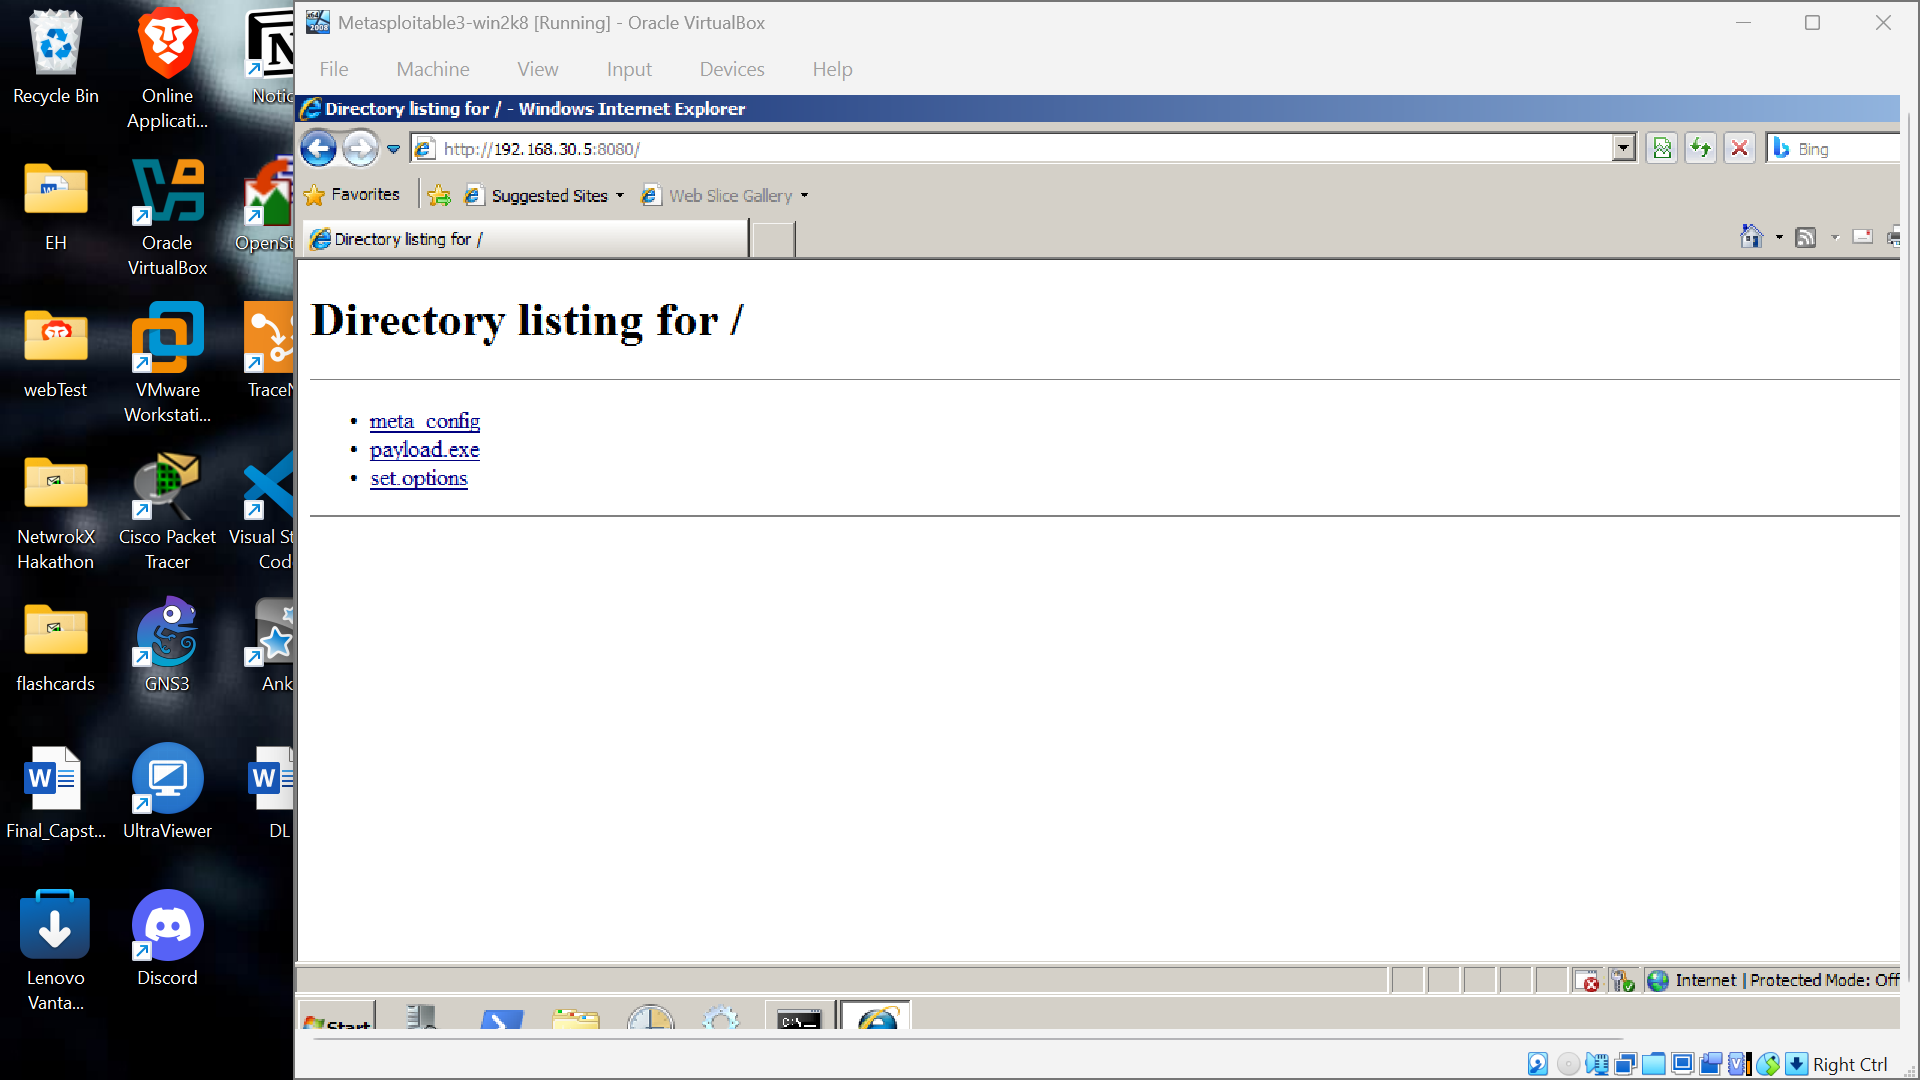 Metasploitable3-win2k8 [Running] - Oracle VirtualBox
File Machine View Input Devices Help
Directory listing for / - Windows Internet Explorer
http://192.168.30.5:8080/
Bing
Favorites Suggested Sites Web Slice Gallery
Directory listing for /
Directory listing for /
meta_config
payload.exe
set.options
Internet | Protected Mode: Off
Start
C:\
Right Ctrl
Recycle Bin
Online
Applicati...
Notic
EH
Oracle
VirtualBox
OpenSt
webTest
VMware
Workstati...
TraceN
NetwrokX
Hakathon
Cisco Packet
Tracer
Visual St
Cod
flashcards
GNS3
Ank
Final_Capst...
UltraViewer
DL
Lenovo
Vanta...
Discord